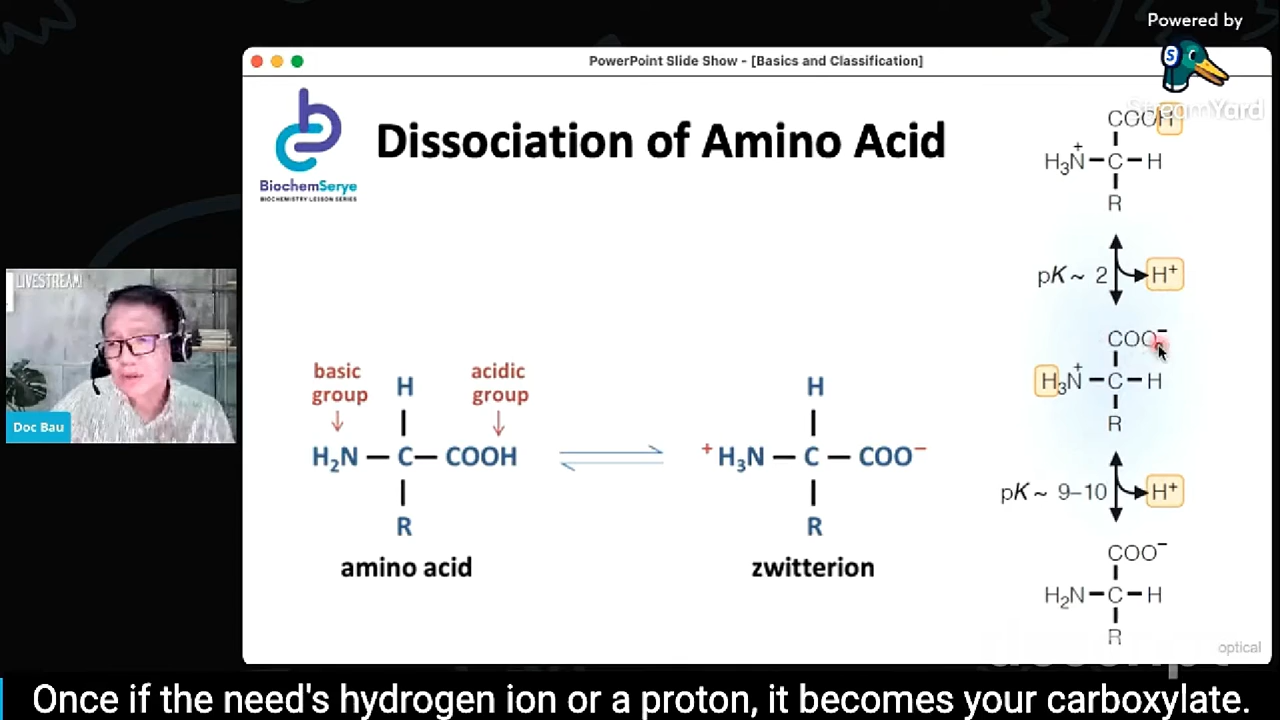 Powered by
StreamYard
PowerPoint Slide Show - [Basics and Classification]
BiochemSerye
BIOCHEMISTRY LESSON SERIES
Dissociation of Amino Acid
LIVESTREAM!
Doc Bau
basic group
acidic group
H
H₂N — C — COOH
R
amino acid
H
⁺H₃N — C — COO⁻
R
zwitterion
COOH
H₃N⁺ — C — H
R
pK ~ 2
H⁺
COO⁻
H₃N⁺ — C — H
R
pK ~ 9–10
H⁺
COO⁻
H₂N — C — H
R
optical
Once if the need's hydrogen ion or a proton, it becomes your carboxylate.